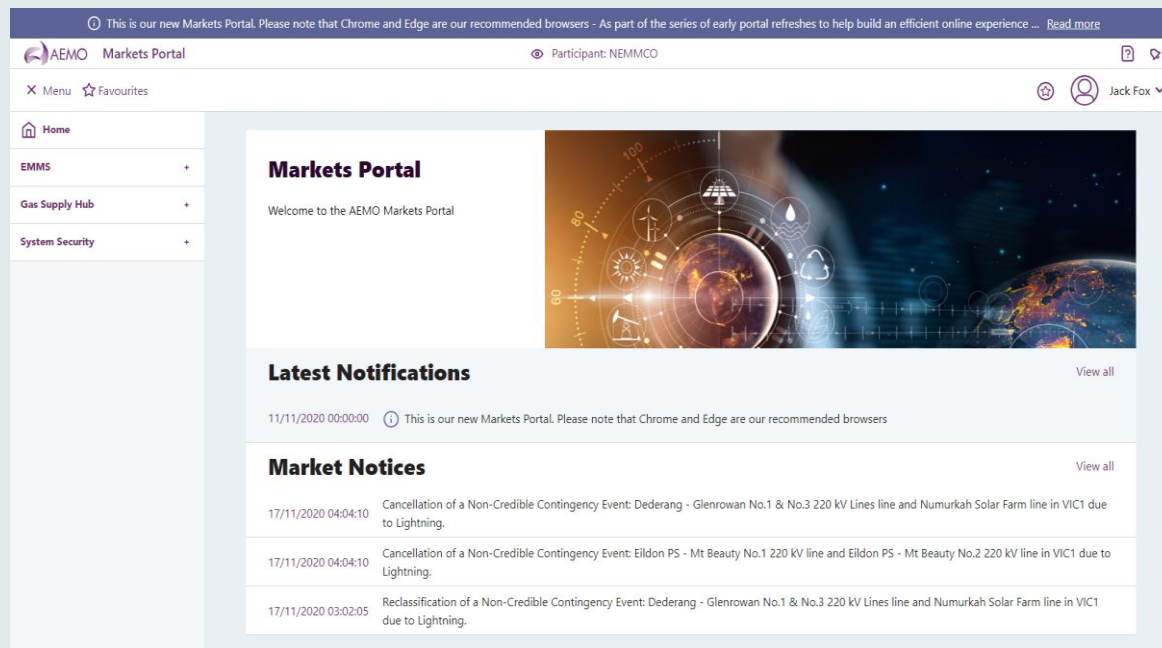 This is our new Markets Portal. Please note that Chrome and Edge are our recommended browsers - As part of the series of early portal refreshes to help build an efficient online experience ... Read more
AEMO Markets Portal
Participant: NEMMCO
Menu Favourites
Jack Fox
Home
EMMS +
Gas Supply Hub +
System Security +
Markets Portal
Welcome to the AEMO Markets Portal
100
80
60
Latest Notifications
View all
11/11/2020 00:00:00 This is our new Markets Portal. Please note that Chrome and Edge are our recommended browsers
Market Notices
View all
17/11/2020 04:04:10 Cancellation of a Non-Credible Contingency Event: Dederang - Glenrowan No.1 & No.3 220 kV Lines line and Numurkah Solar Farm line in VIC1 due
to Lightning.
17/11/2020 04:04:10 Cancellation of a Non-Credible Contingency Event: Eildon PS - Mt Beauty No.1 220 kV line and Eildon PS - Mt Beauty No.2 220 kV line in VIC1 due to
Lightning.
17/11/2020 03:02:05 Reclassification of a Non-Credible Contingency Event: Dederang - Glenrowan No.1 & No.3 220 kV Lines line and Numurkah Solar Farm line in VIC1
due to Lightning.